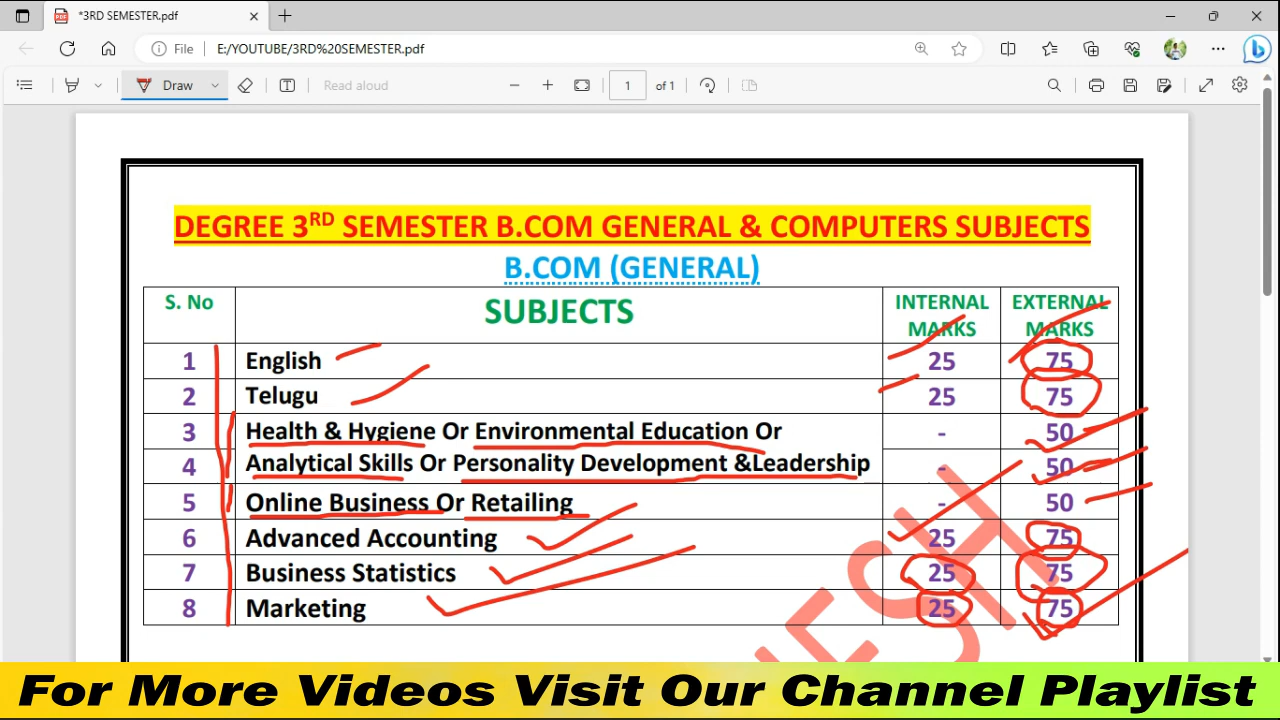 *3RD SEMESTER.pdf
File E:/YOUTUBE/3RD%20SEMESTER.pdf
Draw Read aloud 1 of 1
DEGREE 3RD SEMESTER B.COM GENERAL & COMPUTERS SUBJECTS
B.COM (GENERAL)
S. No SUBJECTS INTERNAL MARKS EXTERNAL MARKS
1 English 25 75
2 Telugu 25 75
3 Health & Hygiene Or Environmental Education Or - 50
4 Analytical Skills Or Personality Development &Leadership - 50
5 Online Business Or Retailing - 50
6 Advanced Accounting 25 75
7 Business Statistics 25 75
8 Marketing 25 75
For More Videos Visit Our Channel Playlist